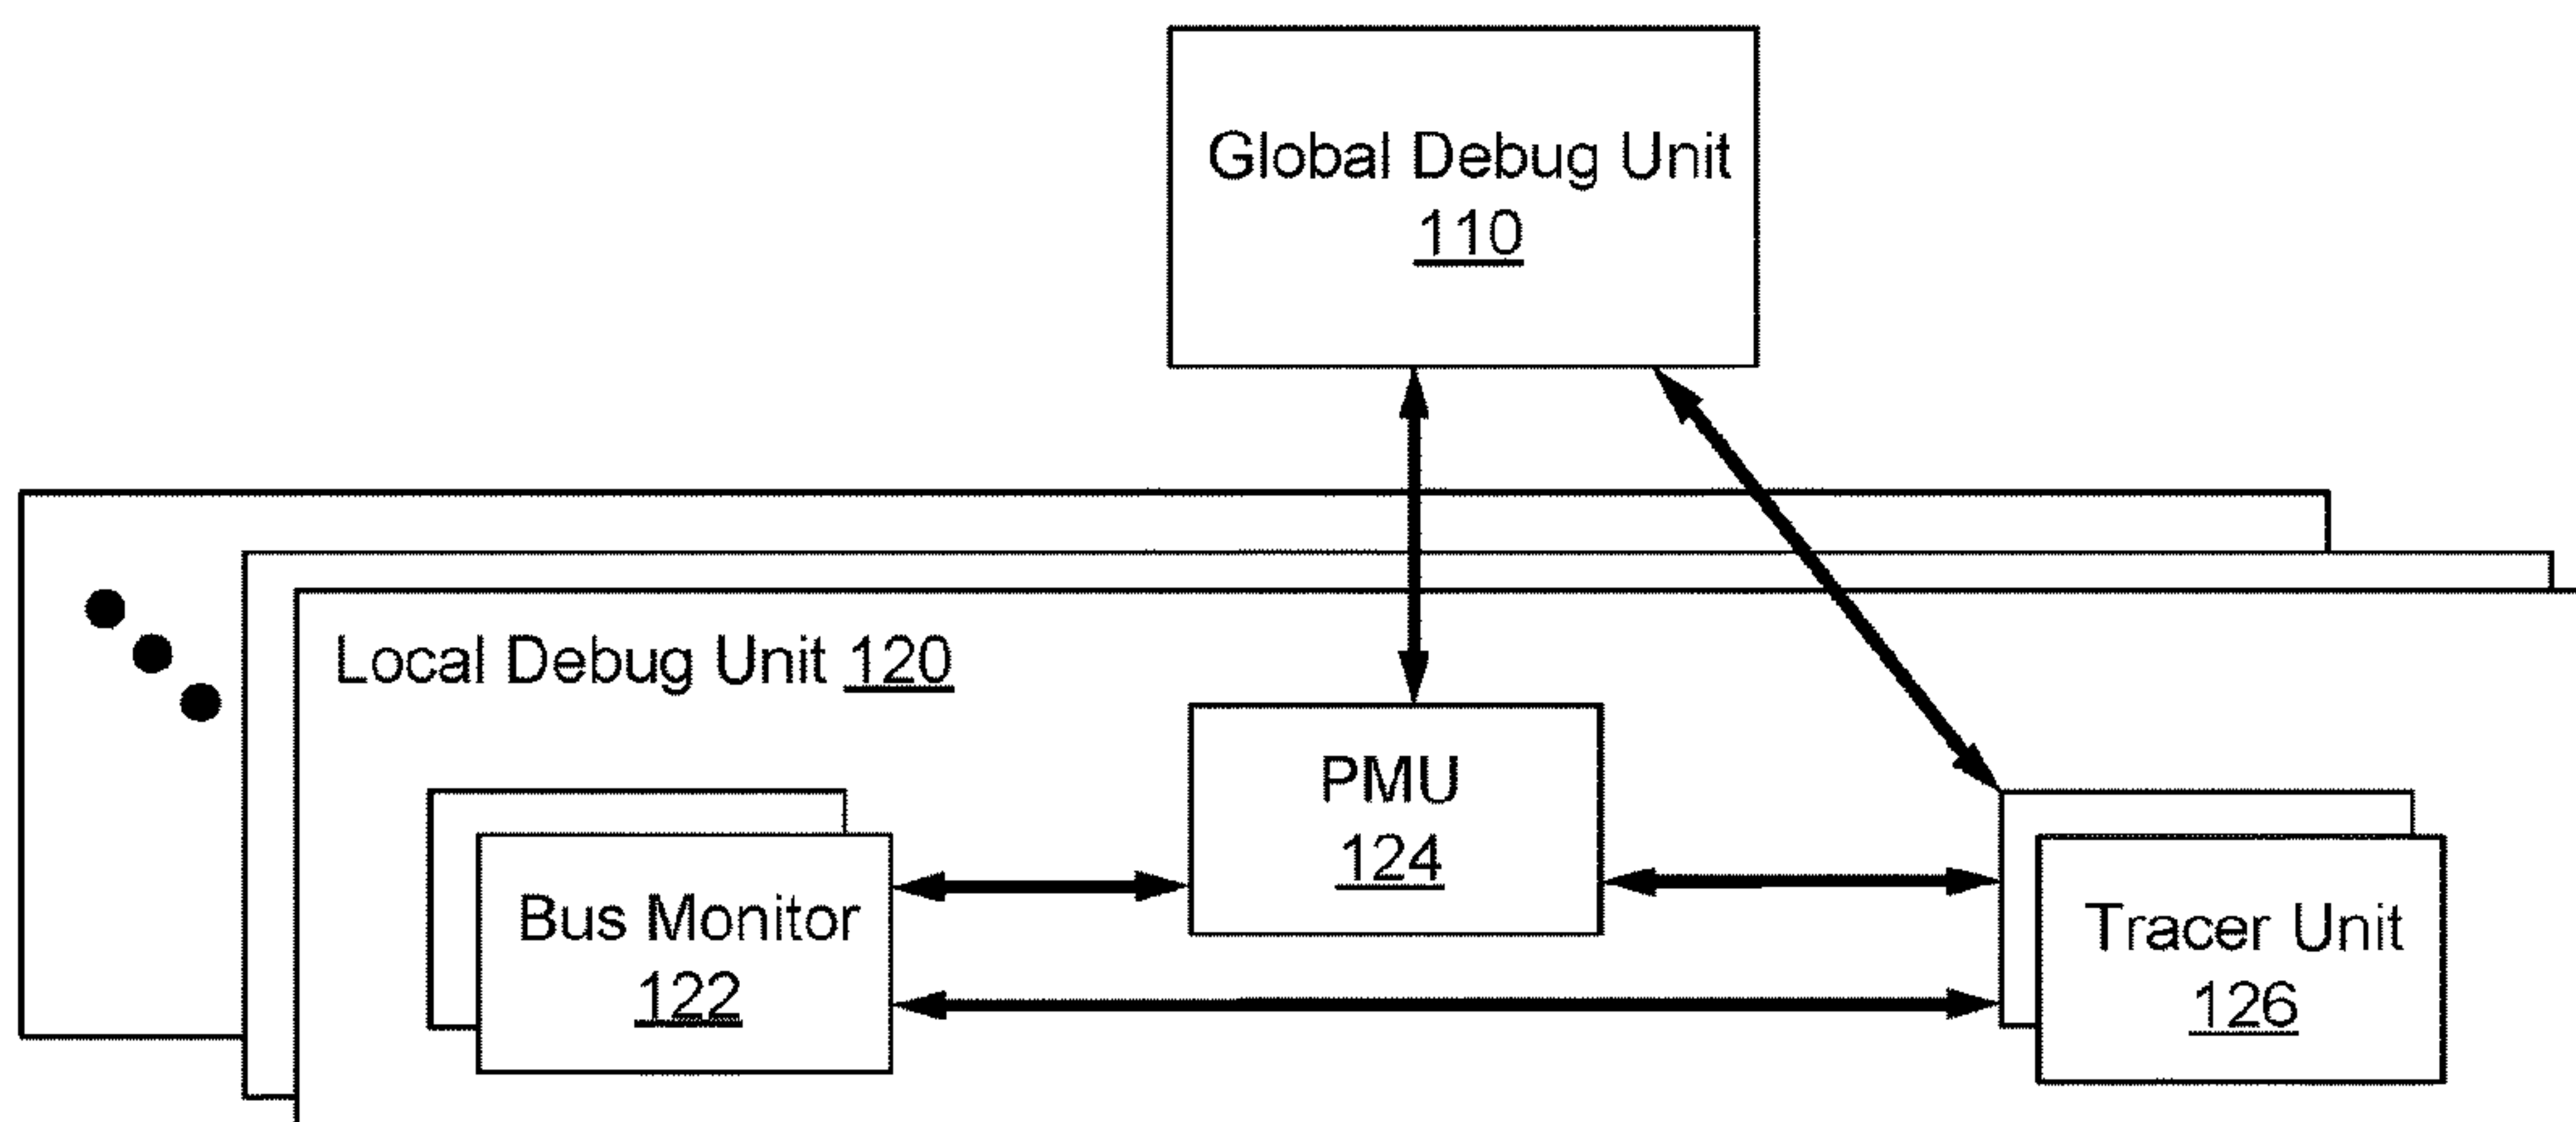 Global Debug Unit
110
Local Debug Unit 120
PMU
124
Bus Monitor
122
Tracer Unit
126